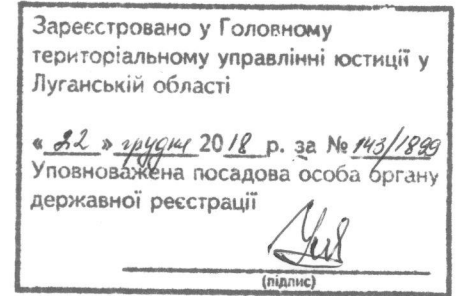 Зареєстровано у Головному
територіальному управлінні юстиції у
Луганській області
« 22 » грудня 2018 р. за № 143/1899
Уповноважена посадова особа органу
державної реєстрації
(підпис)